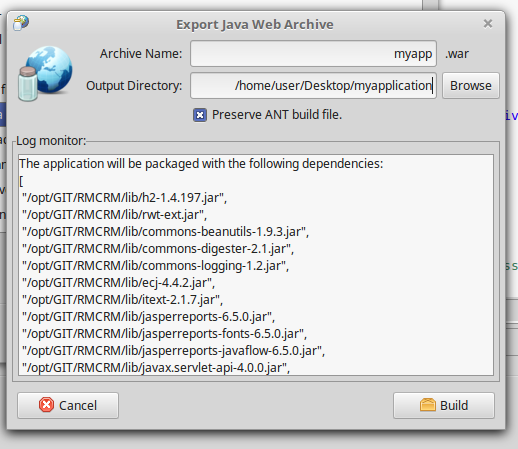 Export Java Web Archive
Archive Name: myapp .war
Output Directory: /home/user/Desktop/myapplication Browse
Preserve ANT build file.
Log monitor:
The application will be packaged with the following dependencies:
[
"/opt/GIT/RMCRM/lib/h2-1.4.197.jar",
"/opt/GIT/RMCRM/lib/rwt-ext.jar",
"/opt/GIT/RMCRM/lib/commons-beanutils-1.9.3.jar",
"/opt/GIT/RMCRM/lib/commons-digester-2.1.jar",
"/opt/GIT/RMCRM/lib/commons-logging-1.2.jar",
"/opt/GIT/RMCRM/lib/ecj-4.4.2.jar",
"/opt/GIT/RMCRM/lib/itext-2.1.7.jar",
"/opt/GIT/RMCRM/lib/jasperreports-6.5.0.jar",
"/opt/GIT/RMCRM/lib/jasperreports-fonts-6.5.0.jar",
"/opt/GIT/RMCRM/lib/jasperreports-javaflow-6.5.0.jar",
"/opt/GIT/RMCRM/lib/javax.servlet-api-4.0.0.jar",
Cancel Build